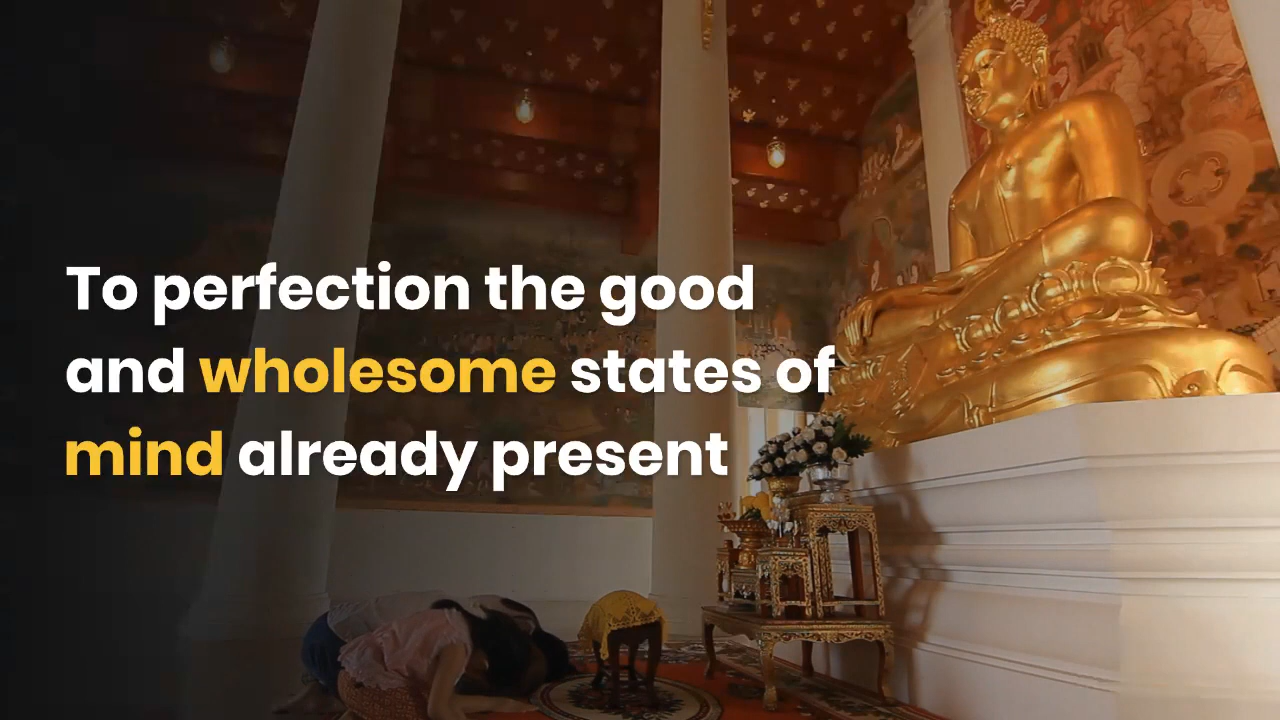 To perfection the good
and wholesome states of
mind already present